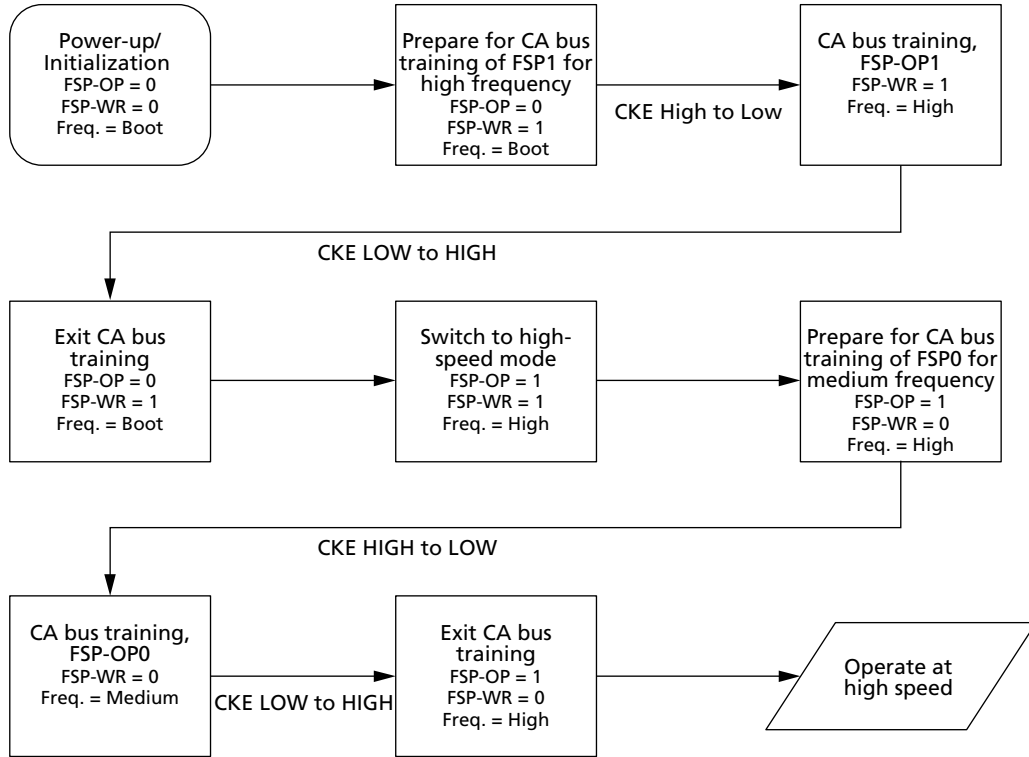 Power-up/
Initialization
FSP-OP = 0
FSP-WR = 0
Freq. = Boot
Prepare for CA bus
training of FSP1 for
high frequency
FSP-OP = 0
FSP-WR = 1
Freq. = Boot
CKE High to Low
CA bus training,
FSP-OP1
FSP-WR = 1
Freq. = High
CKE LOW to HIGH
Exit CA bus
training
FSP-OP = 0
FSP-WR = 1
Freq. = Boot
Switch to high-
speed mode
FSP-OP = 1
FSP-WR = 1
Freq. = High
Prepare for CA bus
training of FSP0 for
medium frequency
FSP-OP = 1
FSP-WR = 0
Freq. = High
CKE HIGH to LOW
CA bus training,
FSP-OP0
FSP-WR = 0
Freq. = Medium
CKE LOW to HIGH
Exit CA bus
training
FSP-OP = 1
FSP-WR = 0
Freq. = High
Operate at
high speed